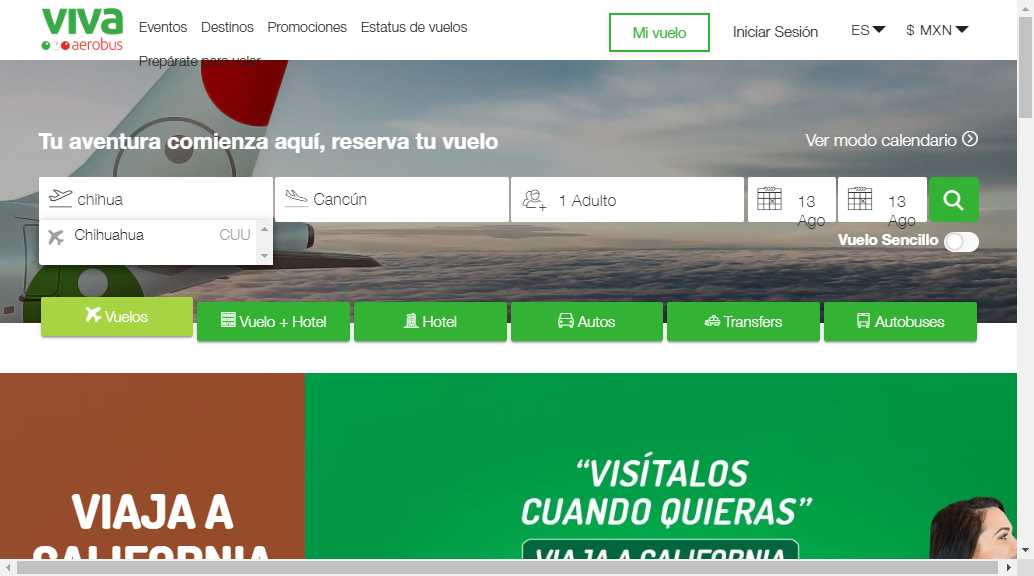 viva
aerobus
Eventos Destinos Promociones Estatus de vuelos
Prepárate para volar
Mi vuelo
Iniciar Sesión
ES
$ MXN
Tu aventura comienza aquí, reserva tu vuelo
Ver modo calendario
chihua
Cancún
1 Adulto
13
Ago
13
Ago
Chihuahua CUU
Vuelo Sencillo
Vuelos
Vuelo + Hotel
Hotel
Autos
Transfers
Autobuses
VIAJA A
CALIFORNIA
“VISÍTALOS
CUANDO QUIERAS”
VIAJA A CALIFORNIA